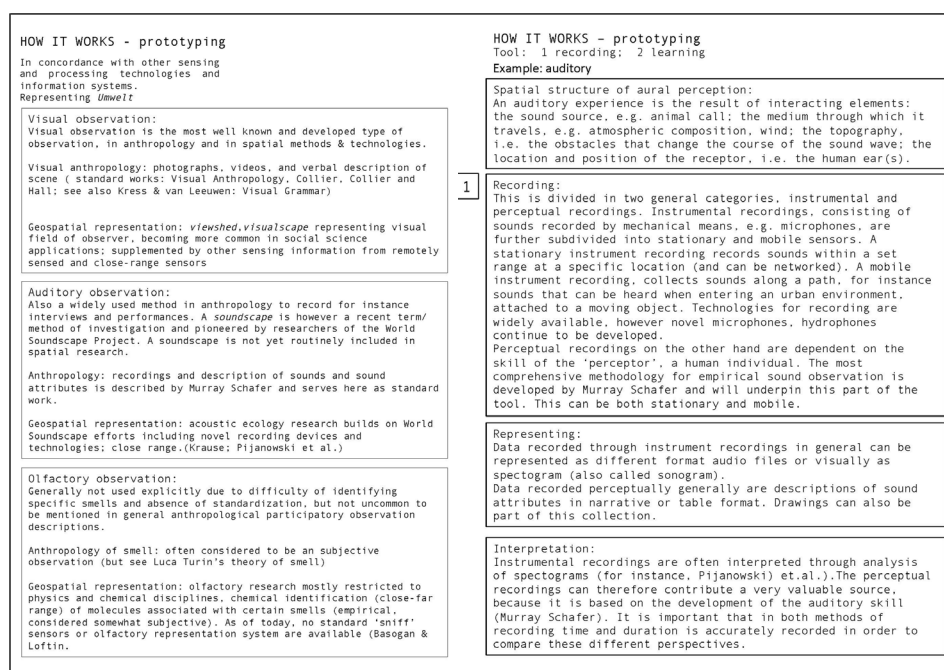 HOW IT WORKS - prototyping
In concordance with other sensing
and processing technologies and
information systems.
Representing Umwelt
Visual observation:
Visual observation is the most well known and developed type of
observation, in anthropology and in spatial methods & technologies.
Visual anthropology: photographs, videos, and verbal description of
scene ( standard works: Visual Anthropology, Collier, Collier and
Hall; see also Kress & van Leeuwen: Visual Grammar)
Geospatial representation: viewshed,visualscape representing visual
field of observer, becoming more common in social science
applications; supplemented by other sensing information from remotely
sensed and close-range sensors
Auditory observation:
Also a widely used method in anthropology to record for instance
interviews and performances. A soundscape is however a recent term/
method of investigation and pioneered by researchers of the World
Soundscape Project. A soundscape is not yet routinely included in
spatial research.
Anthropology: recordings and description of sounds and sound
attributes is described by Murray Schafer and serves here as standard
work.
Geospatial representation: acoustic ecology research builds on World
Soundscape efforts including novel recording devices and
technologies; close range.(Krause; Pijanowski et al.)
Olfactory observation:
Generally not used explicitly due to difficulty of identifying
specific smells and absence of standardization, but not uncommon to
be mentioned in general anthropological participatory observation
descriptions.
Anthropology of smell: often considered to be an subjective
observation (but see Luca Turin's theory of smell)
Geospatial representation: olfactory research mostly restricted to
physics and chemical disciplines, chemical identification (close-far
range) of molecules associated with certain smells (empirical,
considered somewhat subjective). As of today, no standard 'sniff'
sensors or olfactory representation system are available (Basogan &
Loftin.
HOW IT WORKS – prototyping
Tool: 1 recording; 2 learning
Example: auditory
Spatial structure of aural perception:
An auditory experience is the result of interacting elements:
the sound source, e.g. animal call; the medium through which it
travels, e.g. atmospheric composition, wind; the topography,
i.e. the obstacles that change the course of the sound wave; the
location and position of the receptor, i.e. the human ear(s).
1
Recording:
This is divided in two general categories, instrumental and
perceptual recordings. Instrumental recordings, consisting of
sounds recorded by mechanical means, e.g. microphones, are
further subdivided into stationary and mobile sensors. A
stationary instrument recording records sounds within a set
range at a specific location (and can be networked). A mobile
instrument recording, collects sounds along a path, for instance
sounds that can be heard when entering an urban environment,
attached to a moving object. Technologies for recording are
widely available, however novel microphones, hydrophones
continue to be developed.
Perceptual recordings on the other hand are dependent on the
skill of the 'perceptor', a human individual. The most
comprehensive methodology for empirical sound observation is
developed by Murray Schafer and will underpin this part of the
tool. This can be both stationary and mobile.
Representing:
Data recorded through instrument recordings in general can be
represented as different format audio files or visually as
spectogram (also called sonogram).
Data recorded perceptually generally are descriptions of sound
attributes in narrative or table format. Drawings can also be
part of this collection.
Interpretation:
Instrumental recordings are often interpreted through analysis
of spectograms (for instance, Pijanowski) et.al.).The perceptual
recordings can therefore contribute a very valuable source,
because it is based on the development of the auditory skill
(Murray Schafer). It is important that in both methods of
recording time and duration is accurately recorded in order to
compare these different perspectives.